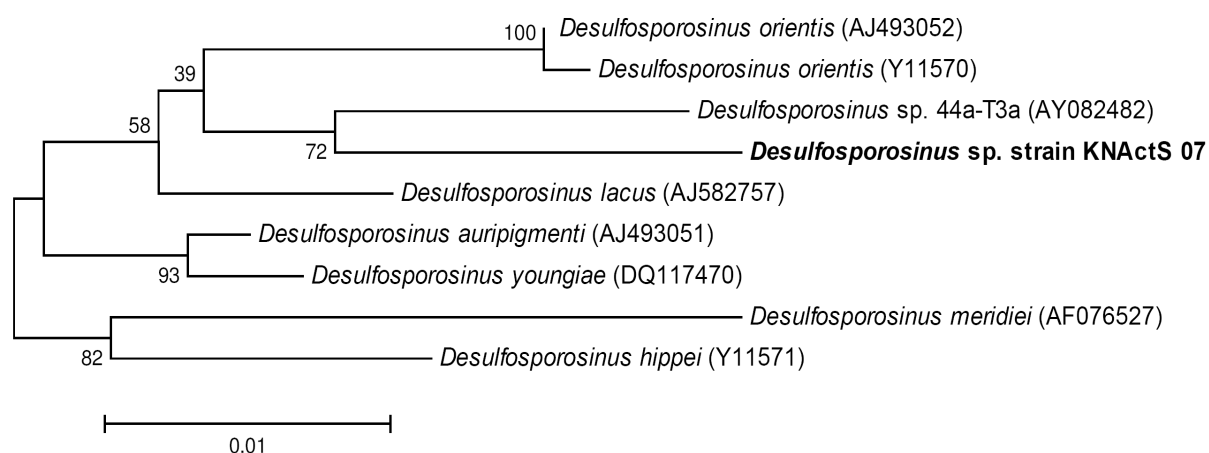 100
Desulfosporosinus orientis (AJ493052)
Desulfosporosinus orientis (Y11570)
39
Desulfosporosinus sp. 44a-T3a (AY082482)
58
Desulfosporosinus sp. strain KNActS 07
72
Desulfosporosinus lacus (AJ582757)
Desulfosporosinus auripigmenti (AJ493051)
93
Desulfosporosinus youngiae (DQ117470)
Desulfosporosinus meridiei (AF076527)
82
Desulfosporosinus hippei (Y11571)
0.01